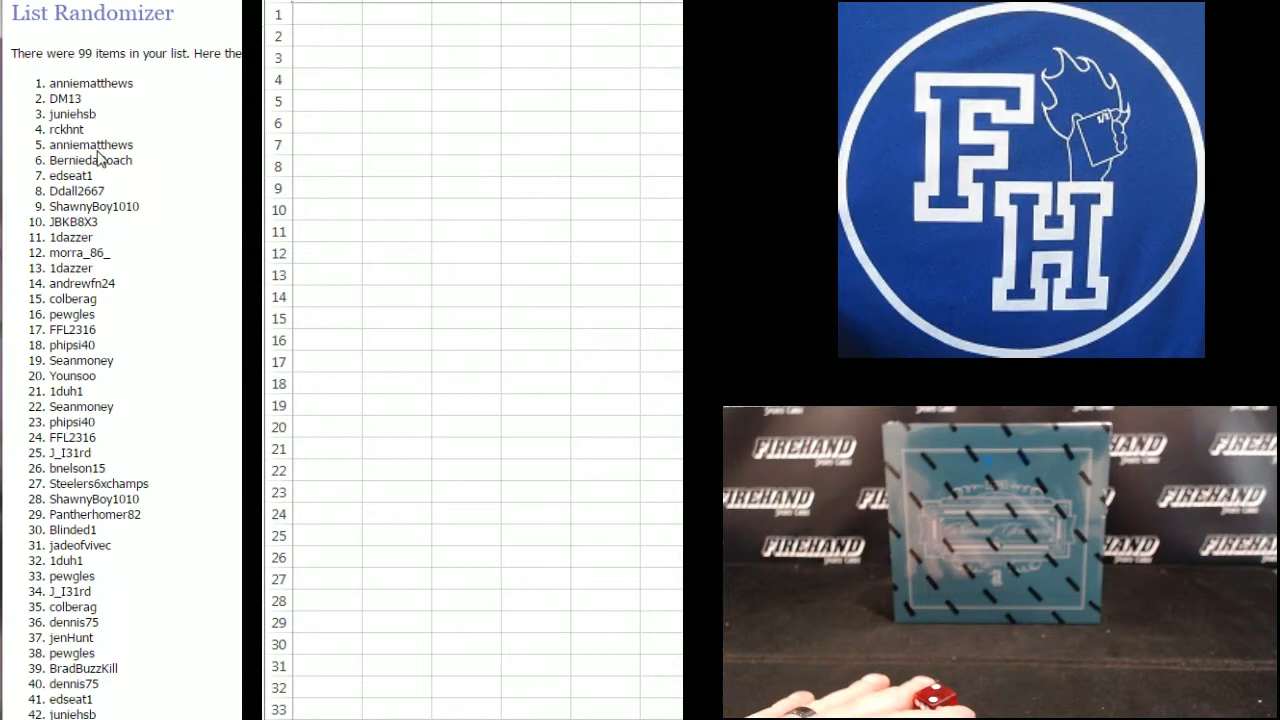 List Randomizer
There were 99 items in your list. Here the
1. anniematthews
2. DM13
3. juniehsb
4. rckhnt
5. anniematthews
6. Berniedacoach
7. edseat1
8. Ddall2667
9. ShawnyBoy1010
10. JBKB8X3
11. 1dazzer
12. morra_86_
13. 1dazzer
14. andrewfn24
15. colberag
16. pewgles
17. FFL2316
18. phipsi40
19. Seanmoney
20. Younsoo
21. 1duh1
22. Seanmoney
23. phipsi40
24. FFL2316
25. J_I31rd
26. bnelson15
27. Steelers6xchamps
28. ShawnyBoy1010
29. Pantherhomer82
30. Blinded1
31. jadeofvivec
32. 1duh1
33. pewgles
34. J_I31rd
35. colberag
36. dennis75
37. jenHunt
38. pewgles
39. BradBuzzKill
40. dennis75
41. edseat1
42. juniehsb
1
2
3
4
5
6
7
8
9
10
11
12
13
14
15
16
17
18
19
20
21
22
23
24
25
26
27
28
29
30
31
32
33
FH
1/1
FIREHAND
FIREHAND
FIREHAND
FIREHAND